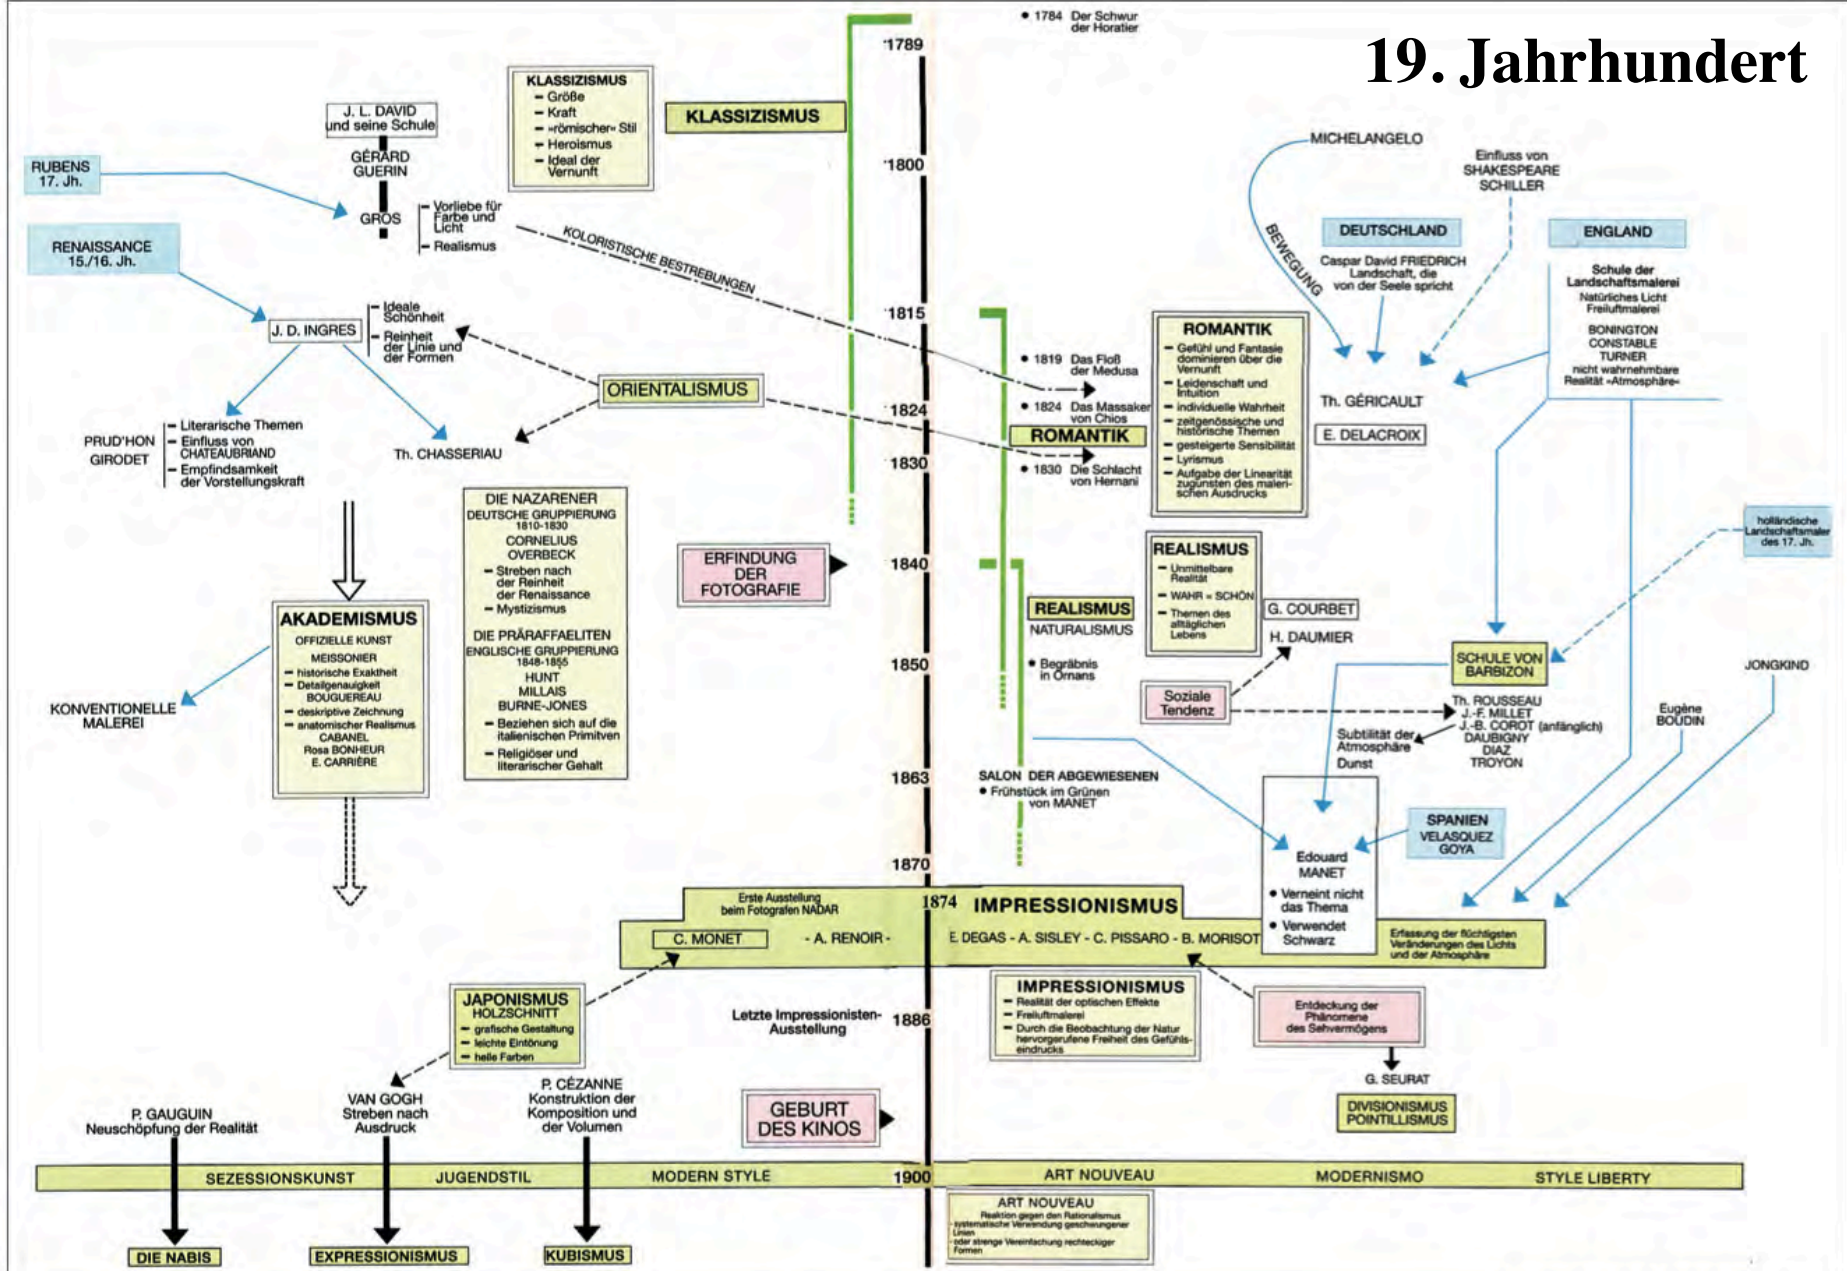 19. Jahrhundert
• 1784 Der Schwur
der Horatier
1789
KLASSIZISMUS
– Größe
– Kraft
– »römischer« Stil
– Heroismus
– Ideal der
Vernunft
KLASSIZISMUS
J. L. DAVID
und seine Schule
GÉRARD
GUERIN
GROS
RUBENS
17. Jh.
– Vorliebe für
Farbe und
Licht
– Realismus
KOLORISTISCHE BESTREBUNGEN
1800
RENAISSANCE
15./16. Jh.
J. D. INGRES
– Ideale
Schönheit
– Reinheit
der Linie und
der Formen
ORIENTALISMUS
PRUD'HON
GIRODET
– Literarische Themen
– Einfluss von
CHATEAUBRIAND
– Empfindsamkeit
der Vorstellungskraft
Th. CHASSERIAU
MICHELANGELO
BEWEGUNG
Einfluss von
SHAKESPEARE
SCHILLER
DEUTSCHLAND
Caspar David FRIEDRICH
Landschaft, die
von der Seele spricht
ENGLAND
Schule der
Landschaftsmalerei
Natürliches Licht
Freiluftmalerei
BONINGTON
CONSTABLE
TURNER
nicht wahrnehmbare
Realität »Atmosphäre«
1815
• 1819 Das Floß
der Medusa
• 1824 Das Massaker
von Chios
1824
ROMANTIK
1830
• 1830 Die Schlacht
von Hernani
ROMANTIK
– Gefühl und Fantasie
dominieren über die
Vernunft
– Leidenschaft und
Intuition
– individuelle Wahrheit
– zeitgenössische und
historische Themen
– gesteigerte Sensibilität
– Lyrismus
– Aufgabe der Linearität
zugunsten des maleri-
schen Ausdrucks
Th. GÉRICAULT
E. DELACROIX
DIE NAZARENER
DEUTSCHE GRUPPIERUNG
1810-1830
CORNELIUS
OVERBECK
– Streben nach
der Reinheit
der Renaissance
– Mystizismus
DIE PRÄRAFFAELITEN
ENGLISCHE GRUPPIERUNG
1848-1855
HUNT
MILLAIS
BURNE-JONES
– Beziehen sich auf die
italienischen Primitven
– Religiöser und
literarischer Gehalt
ERFINDUNG
DER
FOTOGRAFIE
1840
AKADEMISMUS
OFFIZELLE KUNST
MEISSONIER
– historische Exaktheit
– Detailgenauigkeit
BOUGUEREAU
– deskriptive Zeichnung
– anatomischer Realismus
CABANEL
Rosa BONHEUR
E. CARRIÈRE
KONVENTIONELLE
MALEREI
REALISMUS
NATURALISMUS
REALISMUS
– Unmittelbare
Realität
– WAHR = SCHÖN
– Themen des
alltäglichen
Lebens
G. COURBET
H. DAUMIER
holländische
Landschaftsmaler
des 17. Jh.
1850
• Begräbnis
in Ornans
Soziale
Tendenz
SCHULE VON
BARBIZON
Th. ROUSSEAU
J.-F. MILLET
J.-B. COROT (anfänglich)
DAUBIGNY
DIAZ
TROYON
Subtilität der
Atmosphäre
Dunst
Eugène
BOUDIN
JONGKIND
1863
SALON DER ABGEWIESENEN
• Frühstück im Grünen
von MANET
SPANIEN
VELASQUEZ
GOYA
1870
Edouard
MANET
• Verneint nicht
das Thema
• Verwendet
Schwarz
Erste Ausstellung
beim Fotografen NADAR
1874
IMPRESSIONISMUS
C. MONET
- A. RENOIR -
E. DEGAS - A. SISLEY - C. PISSARO - B. MORISOT
Erfassung der flüchtigsten
Veränderungen des Lichts
und der Atmosphäre
JAPONISMUS
HOLZSCHNITT
– grafische Gestaltung
– leichte Eintönung
– helle Farben
Letzte Impressionisten-
Ausstellung
1886
IMPRESSIONISMUS
– Realität der optischen Effekte
– Freiluftmalerei
– Durch die Beobachtung der Natur
hervorgerufene Freiheit des Gefühls-
eindrucks
Entdeckung der
Phänomene
des Sehvermögens
G. SEURAT
DIVISIONISMUS
POINTILLISMUS
P. GAUGUIN
Neuschöpfung der Realität
VAN GOGH
Streben nach
Ausdruck
P. CÉZANNE
Konstruktion der
Komposition und
der Volumen
GEBURT
DES KINOS
SEZESSIONSKUNST
JUGENDSTIL
MODERN STYLE
1900
ART NOUVEAU
MODERNISMO
STYLE LIBERTY
ART NOUVEAU
Reaktion gegen den Rationalismus
- systematische Verwendung geschwungener
Linien
- oder strenge Vereinfachung rechteckiger
Formen
DIE NABIS
EXPRESSIONISMUS
KUBISMUS